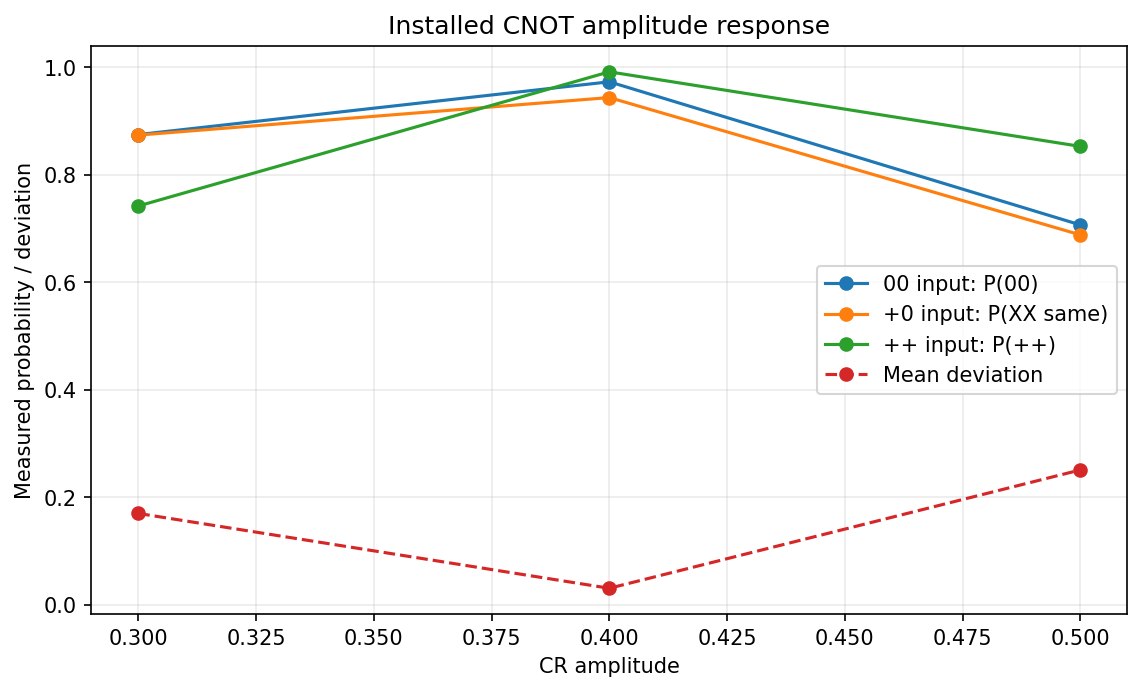 Installed CNOT amplitude response
Measured probability / deviation
1.0
0.8
0.6
0.4
0.2
0.0
00 input: P(00)
+0 input: P(XX same)
++ input: P(++)
Mean deviation
0.300 0.325 0.350 0.375 0.400 0.425 0.450 0.475 0.500
CR amplitude